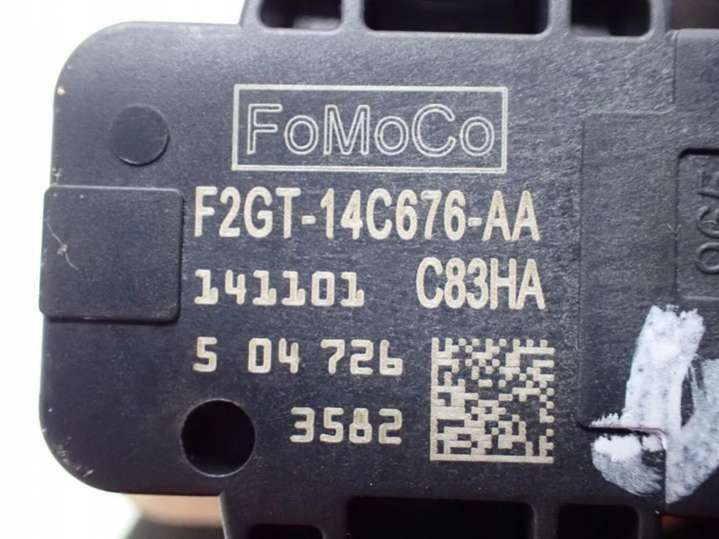 FoMoCo
F2GT-14C676-AA
141101 C83HA
5 04 726
3582